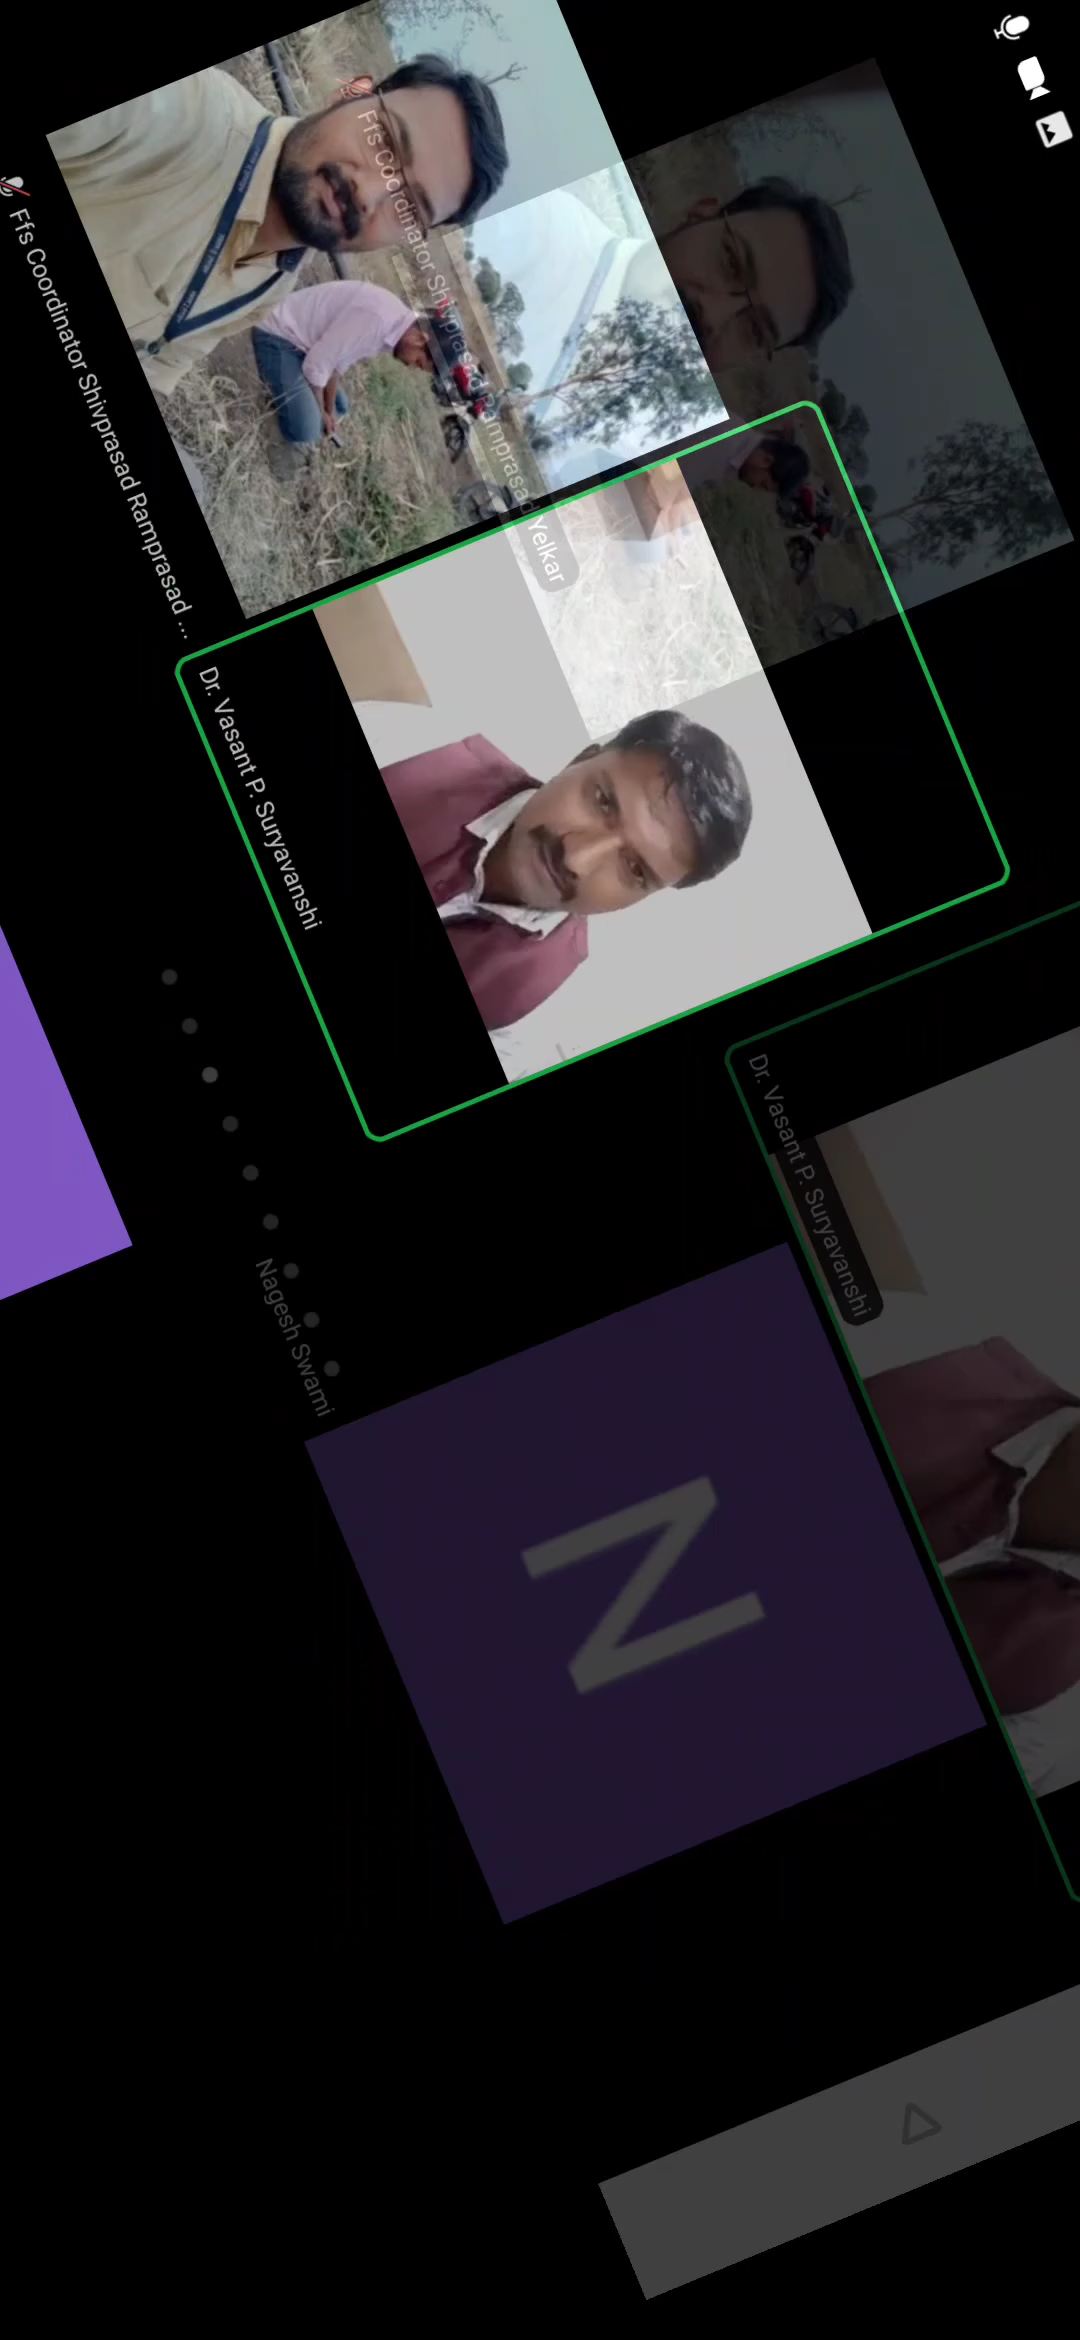 Ffs Coordinator Shivprasad Ramprasad ...
Ffs Coordinator Shivprasad Ramprasad Yelkar
Dr. Vasant P. Suryavanshi
Dr. Vasant P. Suryavanshi
Nagesh Swami
N